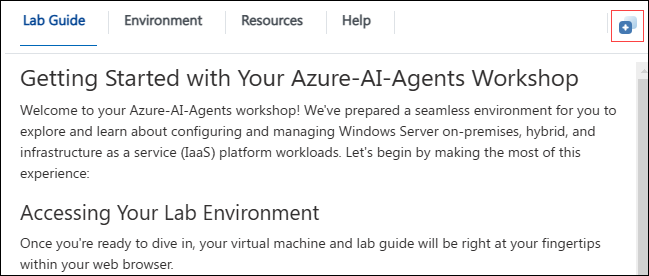 Lab Guide Environment Resources Help
Getting Started with Your Azure-AI-Agents Workshop
Welcome to your Azure-AI-Agents workshop! We've prepared a seamless environment for you to
explore and learn about configuring and managing Windows Server on-premises, hybrid, and
infrastructure as a service (IaaS) platform workloads. Let's begin by making the most of this
experience:
Accessing Your Lab Environment
Once you're ready to dive in, your virtual machine and lab guide will be right at your fingertips
within your web browser.